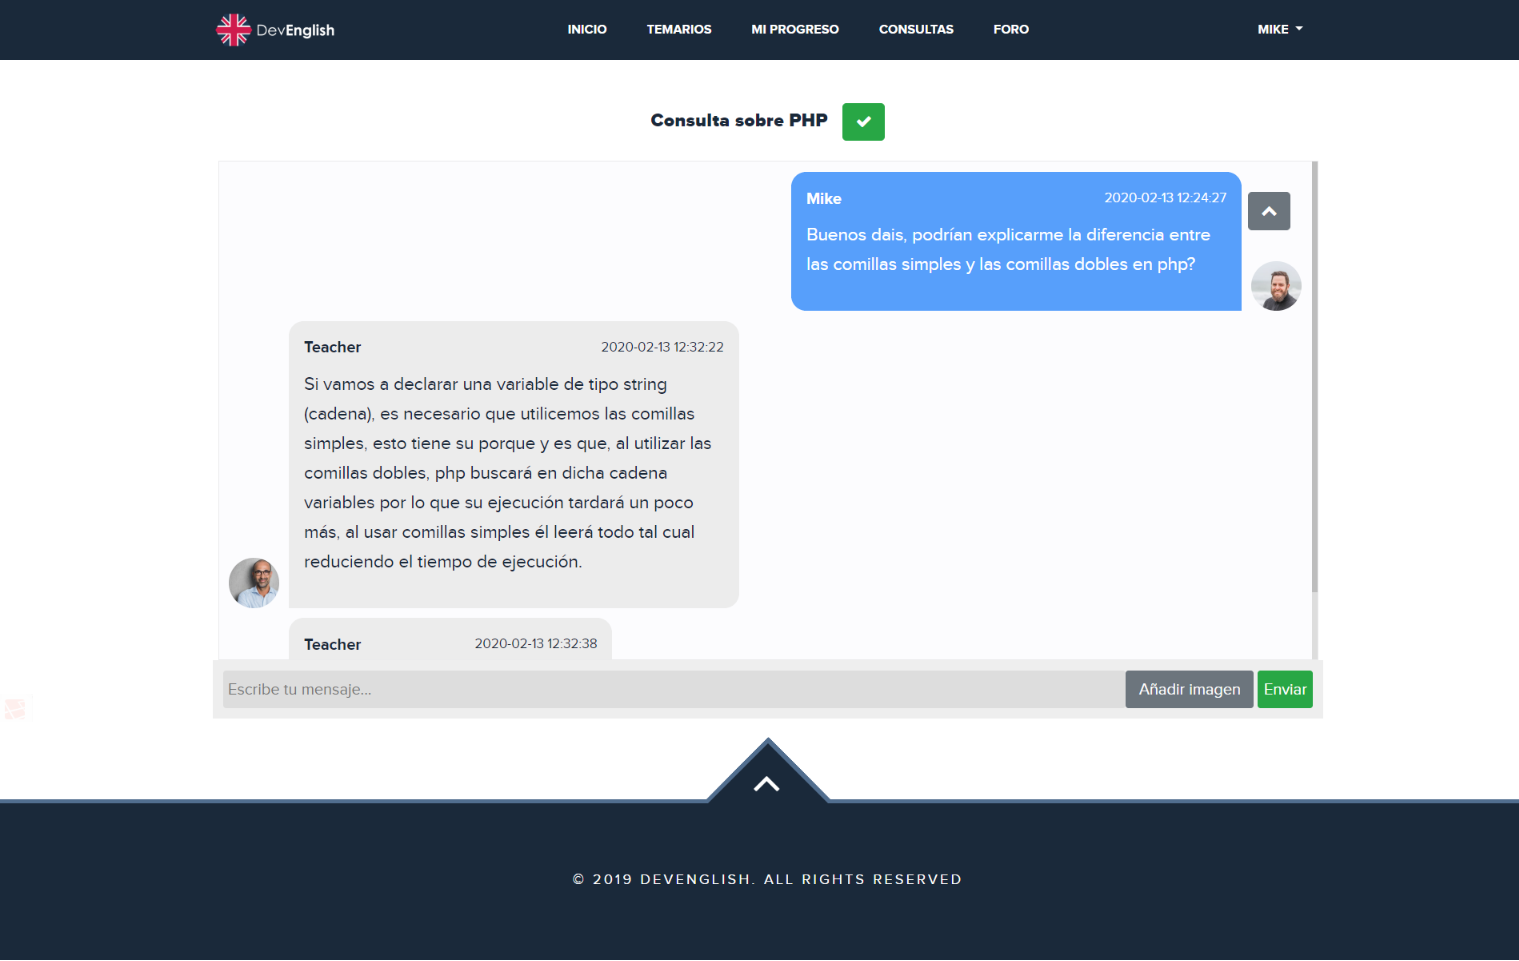 DevEnglish
INICIO
TEMARIOS
MI PROGRESO
CONSULTAS
FORO
MIKE
Consulta sobre PHP
Mike
2020-02-13 12:24:27
Buenos dais, podrían explicarme la diferencia entre
las comillas simples y las comillas dobles en php?
Teacher
2020-02-13 12:32:22
Si vamos a declarar una variable de tipo string
(cadena), es necesario que utilicemos las comillas
simples, esto tiene su porque y es que, al utilizar las
comillas dobles, php buscará en dicha cadena
variables por lo que su ejecución tardará un poco
más, al usar comillas simples él leerá todo tal cual
reduciendo el tiempo de ejecución.
Teacher
2020-02-13 12:32:38
Escribe tu mensaje...
Añadir imagen
Enviar
© 2019 DEVENGLISH. ALL RIGHTS RESERVED